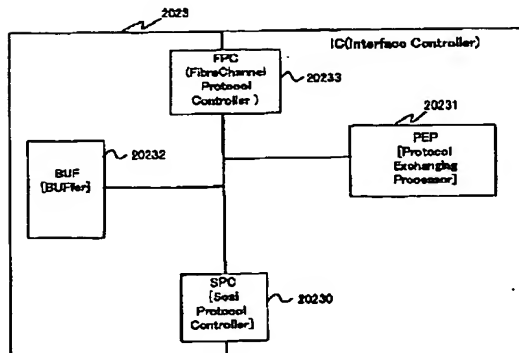 2023
IC(Interface Controller)
FPC
(FibreChannel
Protocol
Controller )
20233
20231
PEP
[Protocol
Exchanging
Processor]
20232
BUF
[BUFfer]
SPC
[Scsi
Protocol
Controller]
20230